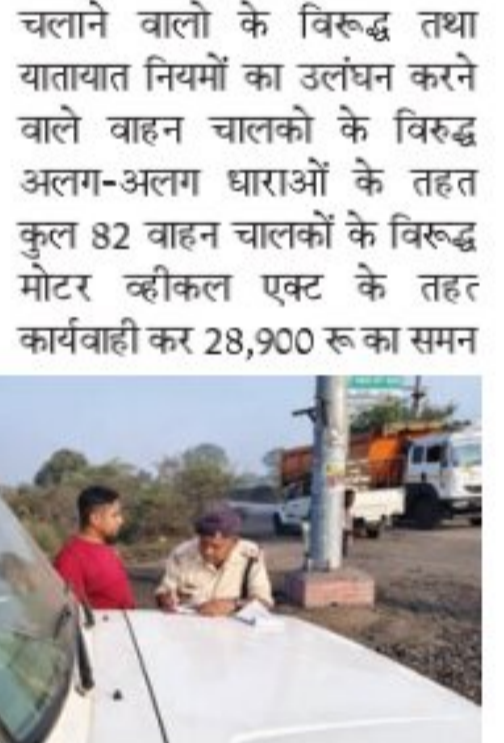 चलाने वालो के विरूद्ध तथा
यातायात नियमों का उलंघन करने
वाले वाहन चालको के विरुद्ध
अलग-अलग धाराओं के तहत
कुल 82 वाहन चालकों के विरूद्ध
मोटर व्हीकल एक्ट के तहत
कार्यवाही कर 28,900 रू का समन